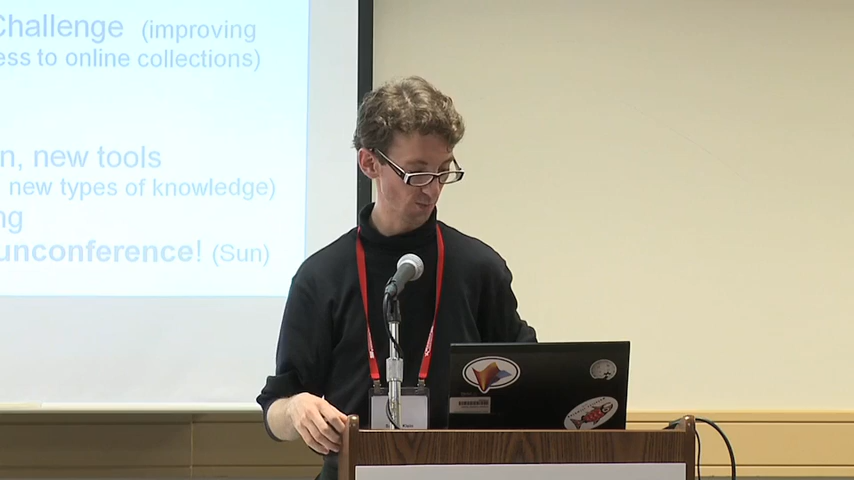 Challenge (improving
ess to online collections)
n, new tools
new types of knowledge)
ng
unconference! (Sun)